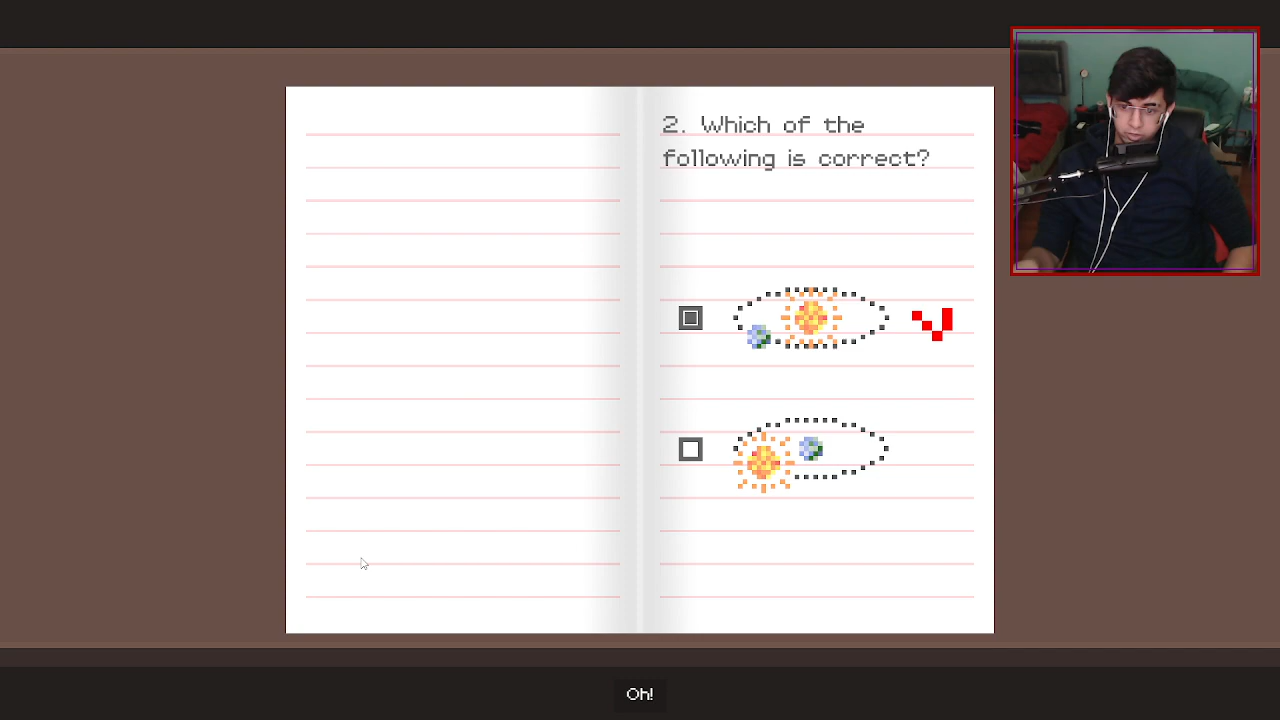 2. Which of the
following is correct?
Oh!